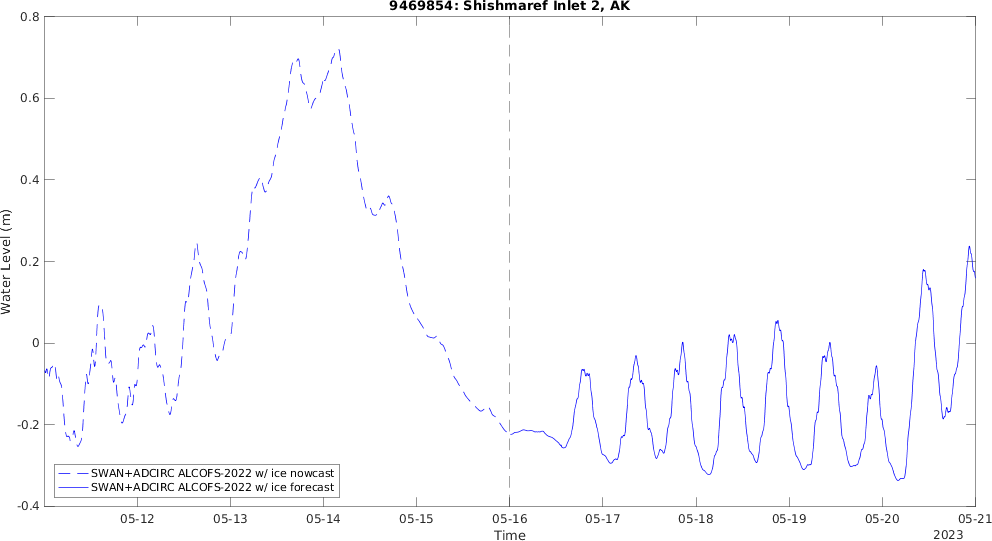 9469854: Shishmaref Inlet 2, AK
0.8
0.6
0.4
0.2
0
-0.2
-0.4
Water Level (m)
SWAN+ADCIRC ALCOFS-2022 w/ ice nowcast
SWAN+ADCIRC ALCOFS-2022 w/ ice forecast
05-12 05-13 05-14 05-15 05-16 05-17 05-18 05-19 05-20 05-21
Time
2023